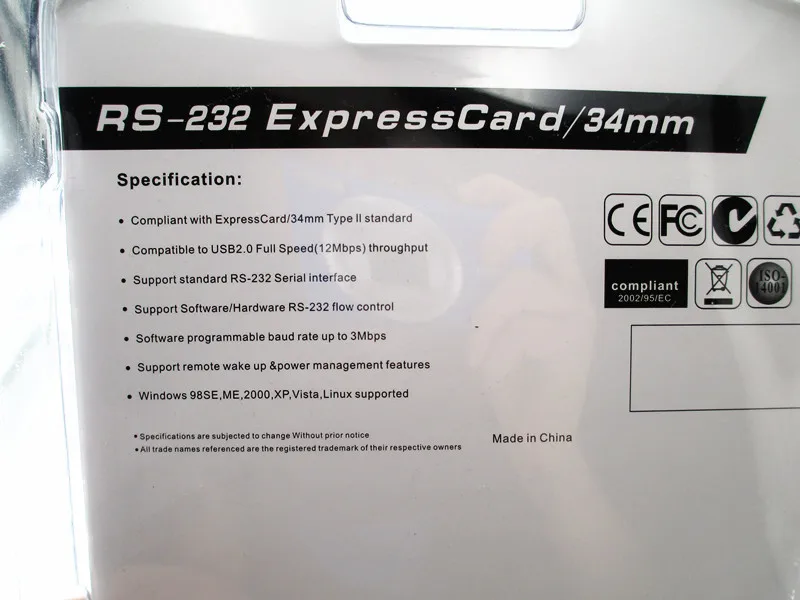 RS-232 ExpressCard/34mm
Specification:
• Compliant with ExpressCard/34mm Type II standard
• Compatible to USB2.0 Full Speed(12Mbps) throughput
• Support standard RS-232 Serial interface
• Support Software/Hardware RS-232 flow control
• Software programmable baud rate up to 3Mbps
• Support remote wake up &power management features
• Windows 98SE,ME,2000,XP,Vista,Linux supported
• Specifications are subjected to change Without prior notice
• All trade names referenced are the registered trademark of their respective owners
Made in China
CE FC
compliant
2002/95/EC
ISO-
14001